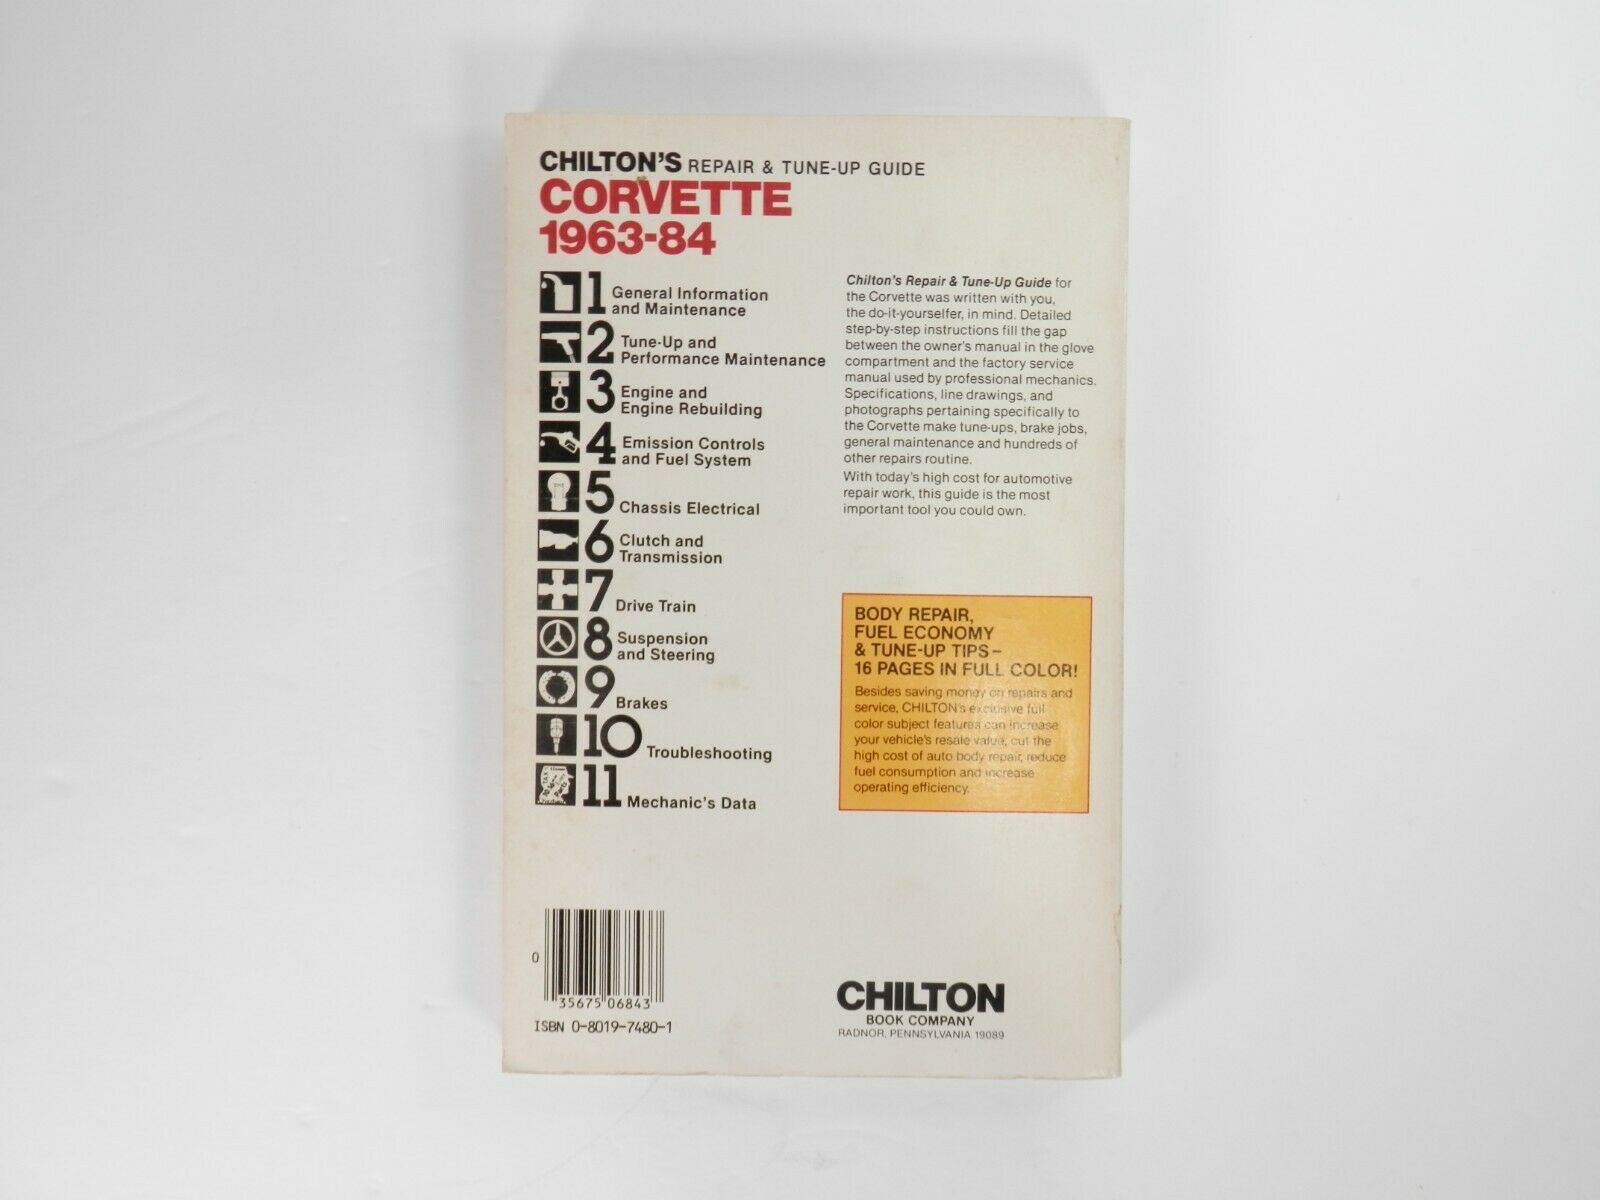 CHILTON'S REPAIR & TUNE-UP GUIDE
CORVETTE
1963-84
1 General Information
and Maintenance
2 Tune-Up and
Performance Maintenance
3 Engine and
Engine Rebuilding
4 Emission Controls
and Fuel System
5 Chassis Electrical
6 Clutch and
Transmission
7 Drive Train
8 Suspension
and Steering
9 Brakes
10 Troubleshooting
11 Mechanic's Data
Chilton's Repair & Tune-Up Guide for
the Corvette was written with you,
the do-it-yourselfer, in mind. Detailed
step-by-step instructions fill the gap
between the owner's manual in the glove
compartment and the factory service
manual used by professional mechanics.
Specifications, line drawings, and
photographs pertaining specifically to
the Corvette make tune-ups, brake jobs,
general maintenance and hundreds of
other repairs routine.
With today's high cost for automotive
repair work, this guide is the most
important tool you could own.
BODY REPAIR,
FUEL ECONOMY
& TUNE-UP TIPS–
16 PAGES IN FULL COLOR!
Besides saving money on repairs and
service, CHILTON's exclusive full
color subject features can increase
your vehicle's resale value, cut the
high cost of auto body repair, reduce
fuel consumption and increase
operating efficiency.
0 35675 06843
ISBN 0-8019-7480-1
CHILTON
BOOK COMPANY
RADNOR, PENNSYLVANIA 19089